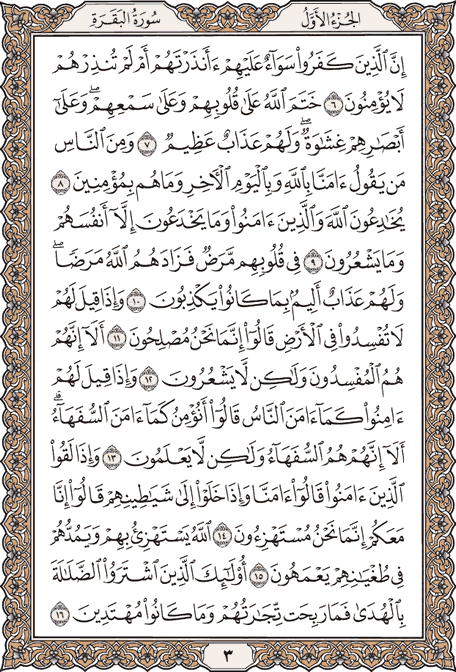 الجُزْءُ الأَوَّلُ
سُورَةُ البَقَرَةِ
إِنَّ ٱلَّذِينَ كَفَرُوا۟ سَوَآءٌ عَلَيْهِمْ ءَأَنذَرْتَهُمْ أَمْ لَمْ تُنذِرْهُمْ
لَا يُؤْمِنُونَ ٦ خَتَمَ ٱللَّهُ عَلَىٰ قُلُوبِهِمْ وَعَلَىٰ سَمْعِهِمْ ۖ وَعَلَىٰٓ
أَبْصَـٰرِهِمْ غِشَـٰوَةٌ ۖ وَلَهُمْ عَذَابٌ عَظِيمٌ ٧ وَمِنَ ٱلنَّاسِ
مَن يَقُولُ ءَامَنَّا بِٱللَّهِ وَبِٱلْيَوْمِ ٱلْـَٔاخِرِ وَمَا هُم بِمُؤْمِنِينَ ٨
يُخَـٰدِعُونَ ٱللَّهَ وَٱلَّذِينَ ءَامَنُوا۟ وَمَا يَخْدَعُونَ إِلَّآ أَنفُسَهُمْ
وَمَا يَشْعُرُونَ ٩ فِى قُلُوبِهِم مَّرَضٌ فَزَادَهُمُ ٱللَّهُ مَرَضًا ۖ
وَلَهُمْ عَذَابٌ أَلِيمٌۢ بِمَا كَانُوا۟ يَكْذِبُونَ ١٠ وَإِذَا قِيلَ لَهُمْ
لَا تُفْسِدُوا۟ فِى ٱلْأَرْضِ قَالُوٓا۟ إِنَّمَا نَحْنُ مُصْلِحُونَ ١١ أَلَآ إِنَّهُمْ
هُمُ ٱلْمُفْسِدُونَ وَلَـٰكِن لَّا يَشْعُرُونَ ١٢ وَإِذَا قِيلَ لَهُمْ
ءَامِنُوا۟ كَمَآ ءَامَنَ ٱلنَّاسُ قَالُوٓا۟ أَنُؤْمِنُ كَمَآ ءَامَنَ ٱلسُّفَهَآءُ ۗ
أَلَآ إِنَّهُمْ هُمُ ٱلسُّفَهَآءُ وَلَـٰكِن لَّا يَعْلَمُونَ ١٣ وَإِذَا لَقُوا۟
ٱلَّذِينَ ءَامَنُوا۟ قَالُوٓا۟ ءَامَنَّا وَإِذَا خَلَوْا۟ إِلَىٰ شَيَـٰطِينِهِمْ قَالُوٓا۟ إِنَّا
مَعَكُمْ إِنَّمَا نَحْنُ مُسْتَهْزِءُونَ ١٤ ٱللَّهُ يَسْتَهْزِئُ بِهِمْ وَيَمُدُّهُمْ
فِى طُغْيَـٰنِهِمْ يَعْمَهُونَ ١٥ أُو۟لَـٰٓئِكَ ٱلَّذِينَ ٱشْتَرَوُا۟ ٱلضَّلَـٰلَةَ
بِٱلْهُدَىٰ فَمَا رَبِحَت تِّجَـٰرَتُهُمْ وَمَا كَانُوا۟ مُهْتَدِينَ ١٦
٣